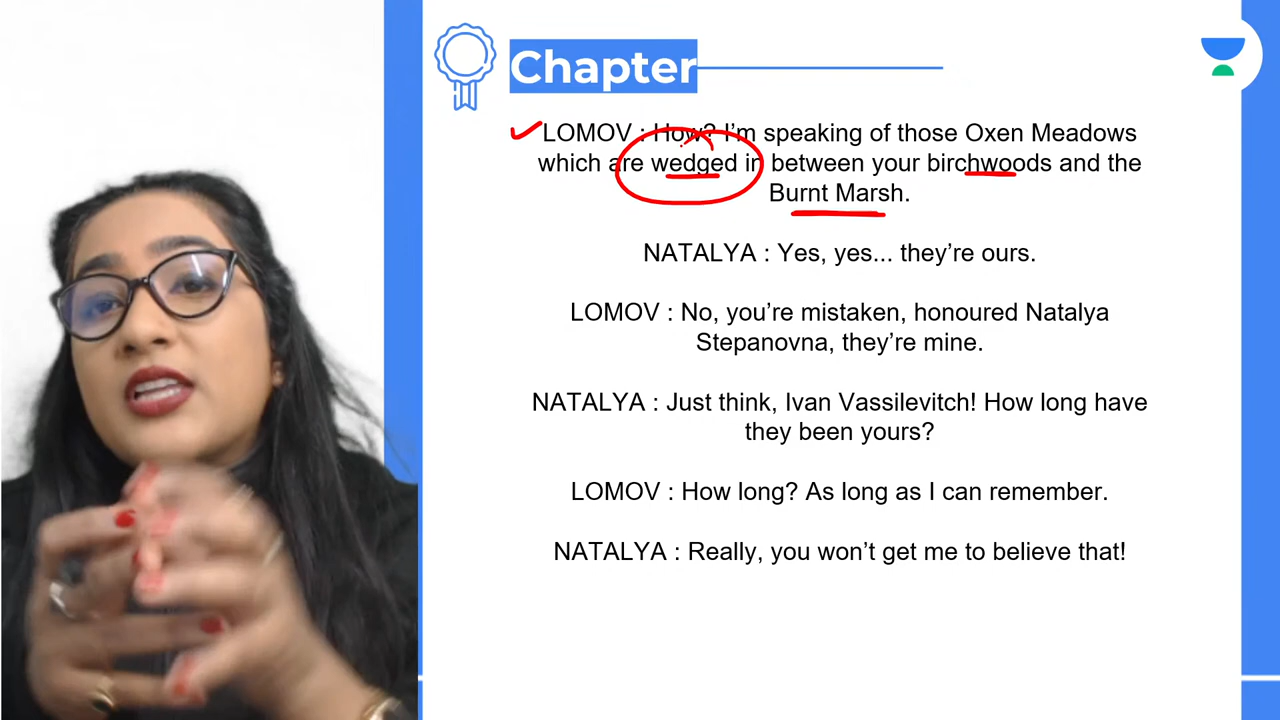 Chapter
LOMOV : How? I'm speaking of those Oxen Meadows
which are wedged in between your birchwoods and the
Burnt Marsh.
NATALYA : Yes, yes... they're ours.
LOMOV : No, you're mistaken, honoured Natalya
Stepanovna, they're mine.
NATALYA : Just think, Ivan Vassilevitch! How long have
they been yours?
LOMOV : How long? As long as I can remember.
NATALYA : Really, you won't get me to believe that!